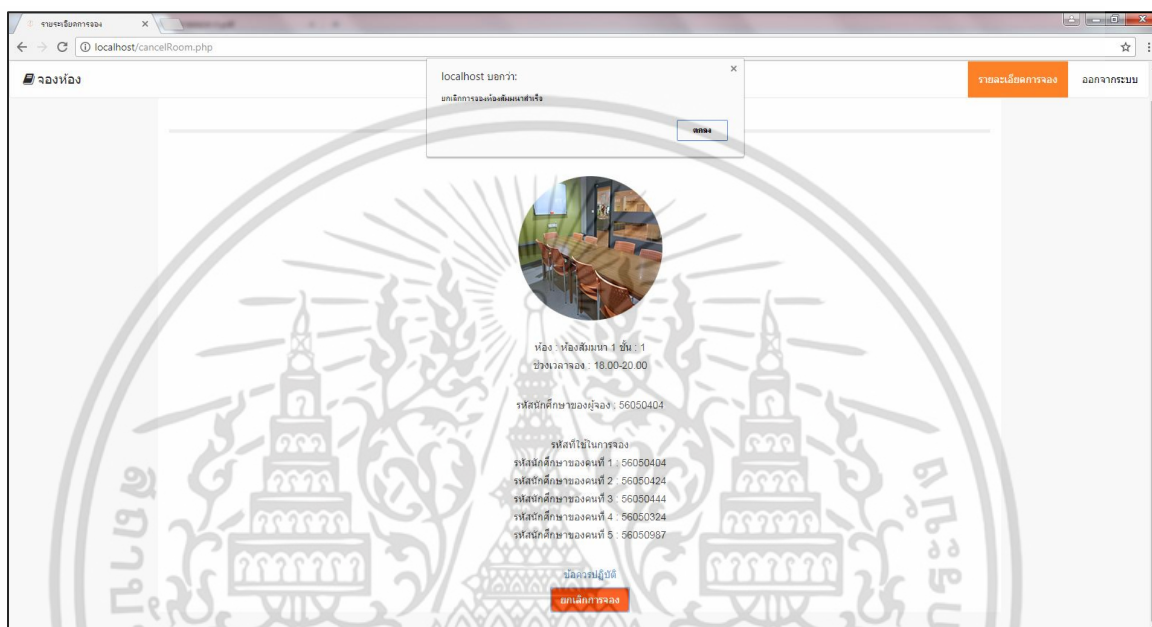 รายระเอียดการจอง
localhost/cancelRoom.php
จองห้อง
รายละเอียดการจอง
ออกจากระบบ
localhost บอกว่า:
ยกเลิกการจองห้องสัมมนาสำเร็จ
ตกลง
ห้อง : ห้องสัมมนา 1 ชั้น : 1
ช่วงเวลาจอง : 18.00-20.00
รหัสนักศึกษาของผู้จอง : 56050404
รหัสที่ใช้ในการจอง
รหัสนักศึกษาของคนที่ 1 : 56050404
รหัสนักศึกษาของคนที่ 2 : 56050424
รหัสนักศึกษาของคนที่ 3 : 56050444
รหัสนักศึกษาของคนที่ 4 : 56050324
รหัสนักศึกษาของคนที่ 5 : 56050987
ข้อควรปฏิบัติ
ยกเลิกการจอง